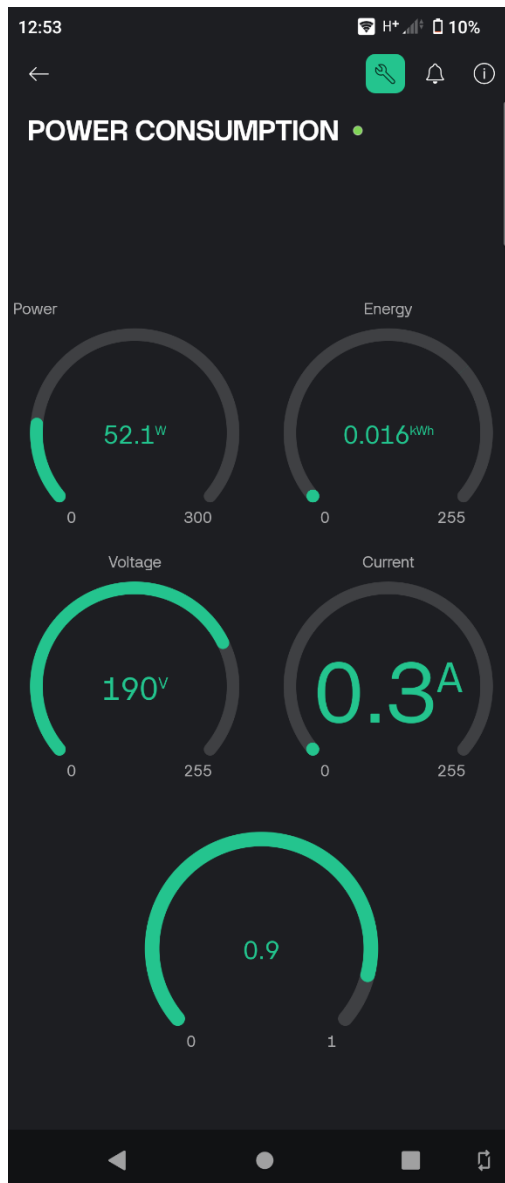 12:53 H+ 10%
POWER CONSUMPTION
Power Energy
52.1W 0.016kWh
0 300 0 255
Voltage Current
190V 0.3A
0 255 0 255
0.9
0 1